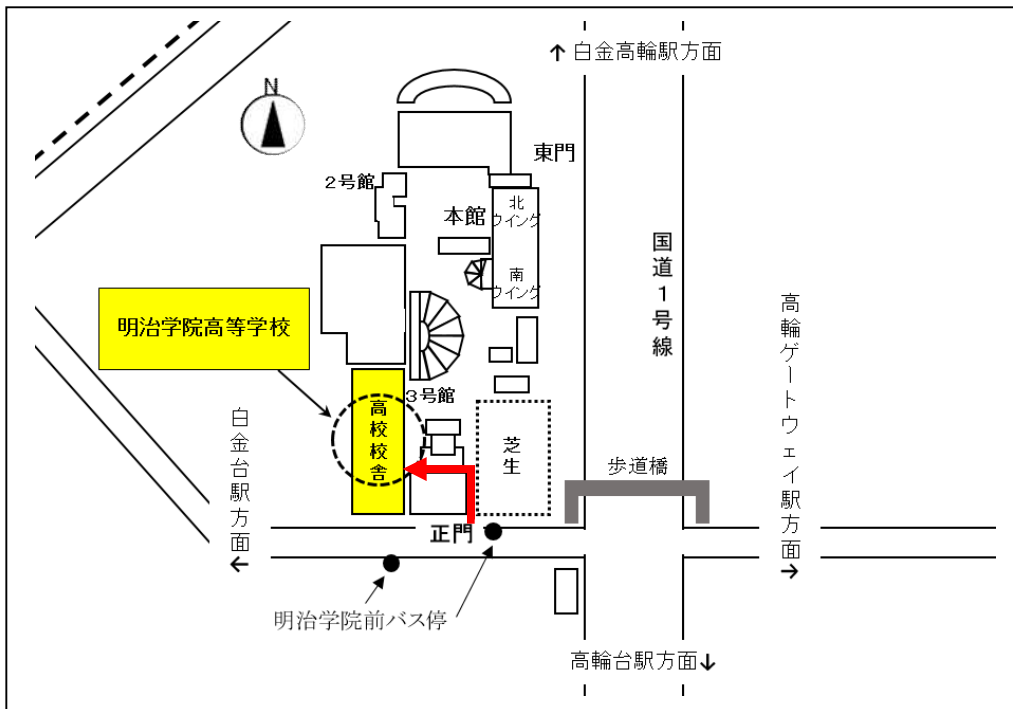 ↑ 白金高輪駅方面
N
東門
2号館
北
ウイング
本館
国道1号線
南
ウイング
明治学院高等学校
高輪ゲートウェイ駅方面
→
3号館
高校校舎
白金台駅方面
←
芝生
歩道橋
正門
明治学院前バス停
高輪台駅方面↓